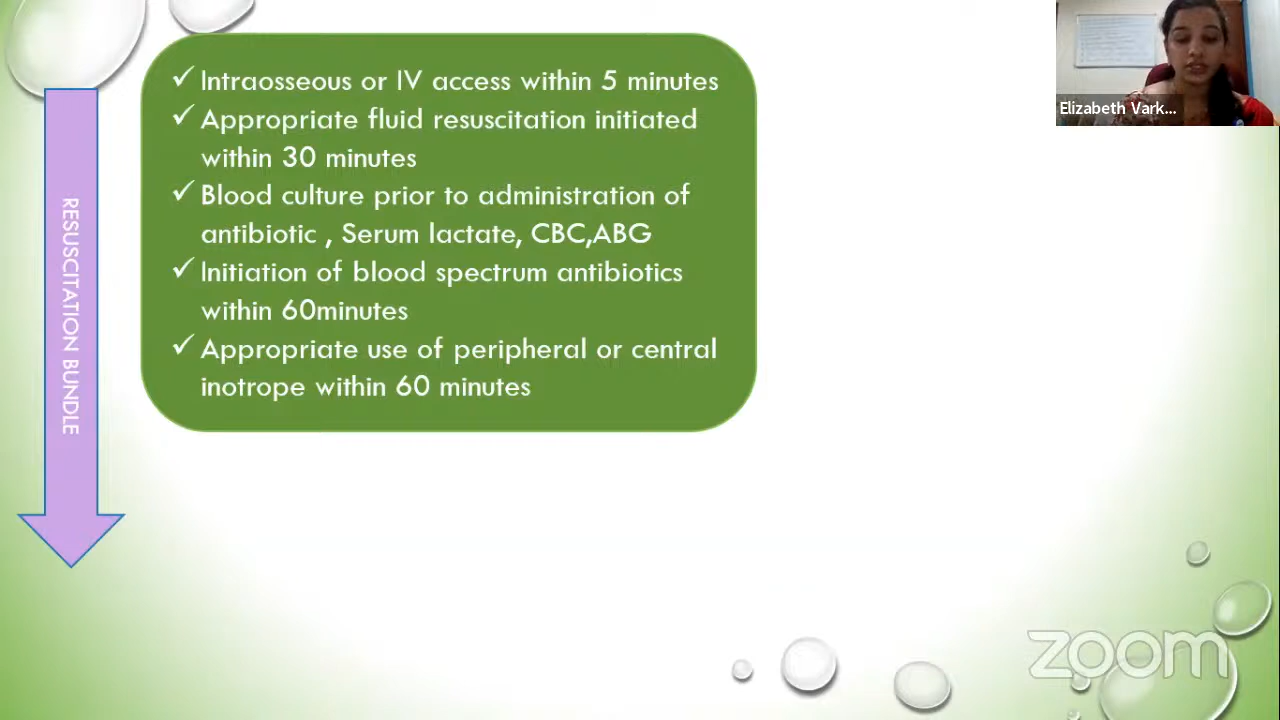 Intraosseous or IV access within 5 minutes
Appropriate fluid resuscitation initiated
within 30 minutes
Blood culture prior to administration of
antibiotic , Serum lactate, CBC,ABG
Initiation of blood spectrum antibiotics
within 60minutes
Appropriate use of peripheral or central
inotrope within 60 minutes
RESUSCITATION BUNDLE
Elizabeth Vark...
zoom